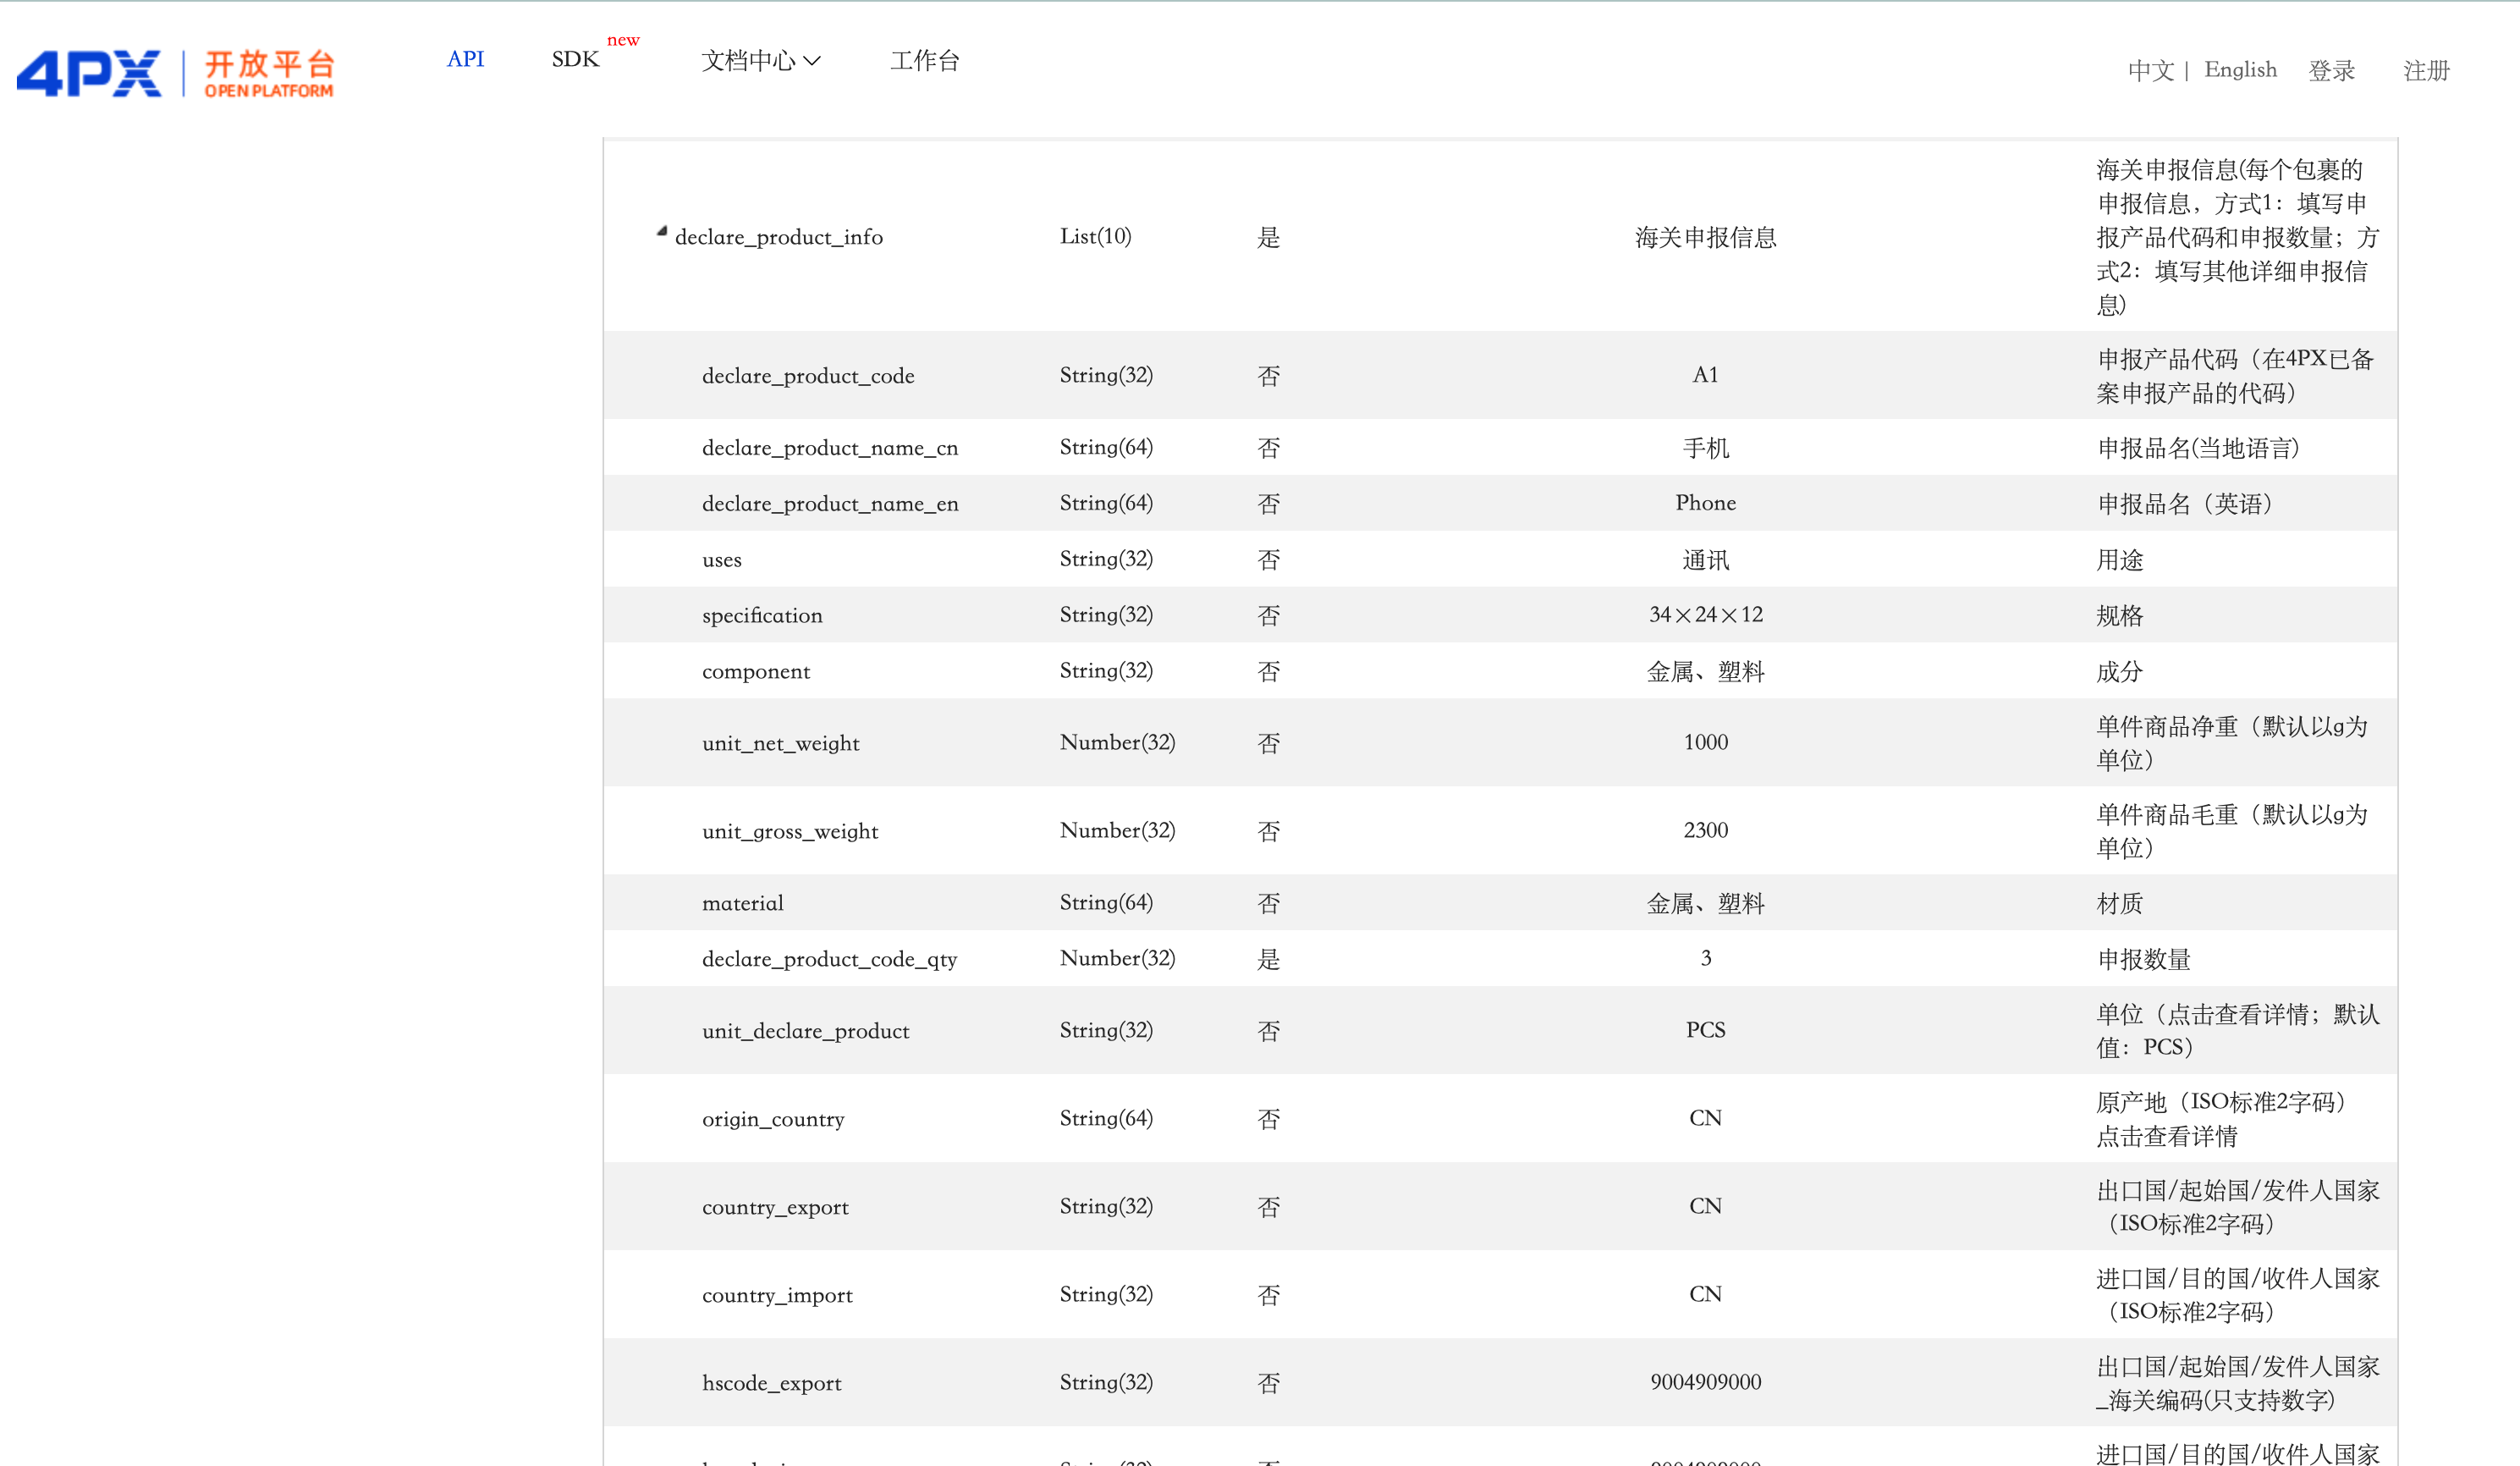 4PX 开放平台
OPEN PLATFORM
API
SDK
new
文档中心
工作台
中文 | English 登录 注册
declare_product_info List(10) 是 海关申报信息 海关申报信息(每个包裹的
申报信息，方式1：填写申
报产品代码和申报数量；方
式2：填写其他详细申报信
息)
declare_product_code String(32) 否 A1 申报产品代码（在4PX已备
案申报产品的代码）
declare_product_name_cn String(64) 否 手机 申报品名(当地语言)
declare_product_name_en String(64) 否 Phone 申报品名（英语）
uses String(32) 否 通讯 用途
specification String(32) 否 34×24×12 规格
component String(32) 否 金属、塑料 成分
unit_net_weight Number(32) 否 1000 单件商品净重（默认以g为
单位）
unit_gross_weight Number(32) 否 2300 单件商品毛重（默认以g为
单位）
material String(64) 否 金属、塑料 材质
declare_product_code_qty Number(32) 是 3 申报数量
unit_declare_product String(32) 否 PCS 单位（点击查看详情；默认
值：PCS）
origin_country String(64) 否 CN 原产地（ISO标准2字码）
点击查看详情
country_export String(32) 否 CN 出口国/起始国/发件人国家
（ISO标准2字码）
country_import String(32) 否 CN 进口国/目的国/收件人国家
（ISO标准2字码）
hscode_export String(32) 否 9004909000 出口国/起始国/发件人国家
_海关编码(只支持数字)
进口国/目的国/收件人国家